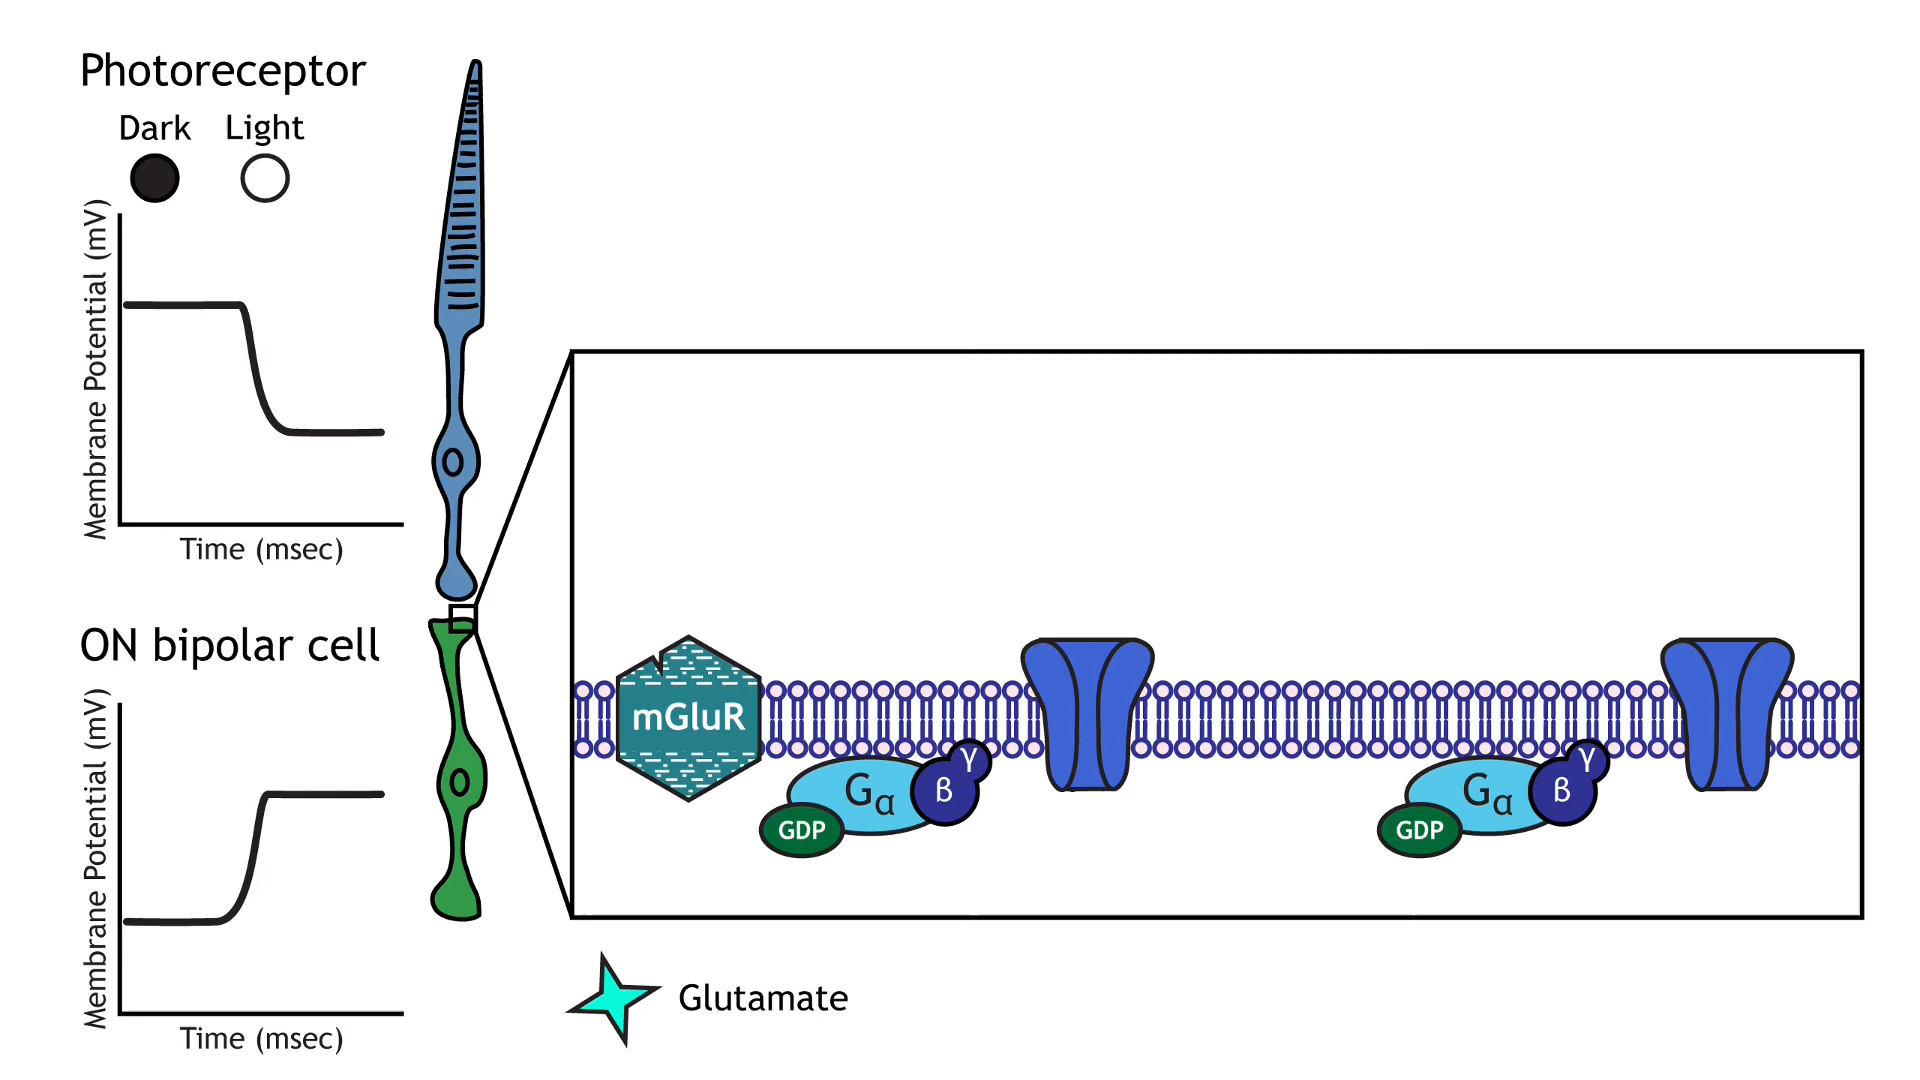 Photoreceptor
Dark Light
Membrane Potential (mV)
Time (msec)
ON bipolar cell
Membrane Potential (mV)
Time (msec)
mGluR
Gα β γ
GDP
Gα β γ
GDP
Glutamate